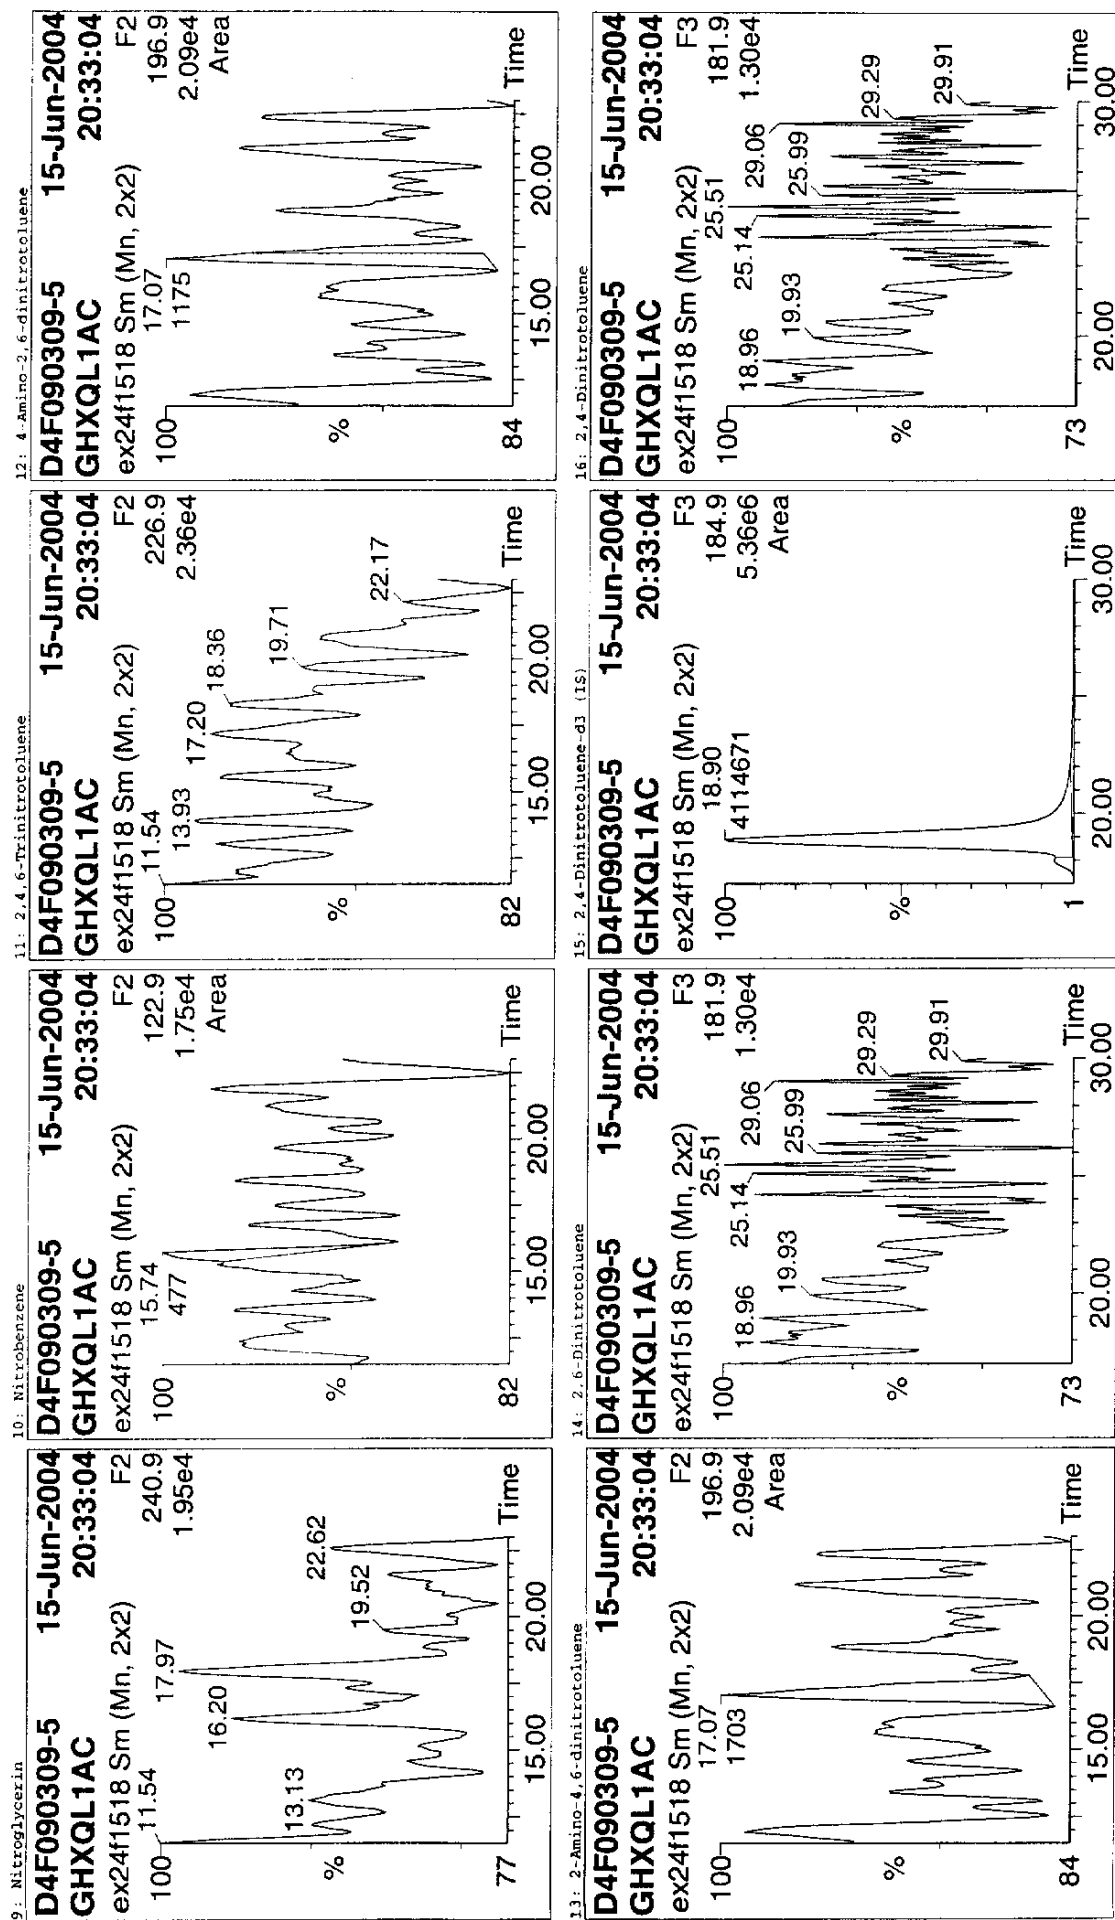 9: Nitroglycerin
D4F090309-5 15-Jun-2004
GHXQL1AC 20:33:04
ex24f1518 Sm (Mn, 2x2) F2
240.9
1.95e4
100
11.54
13.13
16.20
17.97
19.52
22.62
%
77
15.00 20.00 Time
10: Nitrobenzene
D4F090309-5 15-Jun-2004
GHXQL1AC 20:33:04
ex24f1518 Sm (Mn, 2x2) F2
122.9
1.75e4
Area
100
15.74
477
%
82
15.00 20.00 Time
11: 2,4,6-Trinitrotoluene
D4F090309-5 15-Jun-2004
GHXQL1AC 20:33:04
ex24f1518 Sm (Mn, 2x2) F2
226.9
2.36e4
100
11.54
13.93
17.20
18.36
19.71
22.17
%
82
15.00 20.00 Time
12: 4-Amino-2,6-dinitrotoluene
D4F090309-5 15-Jun-2004
GHXQL1AC 20:33:04
ex24f1518 Sm (Mn, 2x2) F2
196.9
2.09e4
Area
100
17.07
1175
%
84
15.00 20.00 Time
13: 2-Amino-4,6-dinitrotoluene
D4F090309-5 15-Jun-2004
GHXQL1AC 20:33:04
ex24f1518 Sm (Mn, 2x2) F2
196.9
2.09e4
Area
100
17.07
1703
%
84
15.00 20.00 Time
14: 2,6-Dinitrotoluene
D4F090309-5 15-Jun-2004
GHXQL1AC 20:33:04
ex24f1518 Sm (Mn, 2x2) F3
181.9
1.30e4
100
18.96
19.93
25.14
25.51
25.99
29.06
29.29
29.91
%
73
20.00 30.00 Time
15: 2,4-Dinitrotoluene-d3 (IS)
D4F090309-5 15-Jun-2004
GHXQL1AC 20:33:04
ex24f1518 Sm (Mn, 2x2) F3
184.9
5.36e6
Area
100
18.90
4114671
%
1
20.00 30.00 Time
16: 2,4-Dinitrotoluene
D4F090309-5 15-Jun-2004
GHXQL1AC 20:33:04
ex24f1518 Sm (Mn, 2x2) F3
181.9
1.30e4
100
18.96
19.93
25.14
25.51
25.99
29.06
29.29
29.91
%
73
20.00 30.00 Time